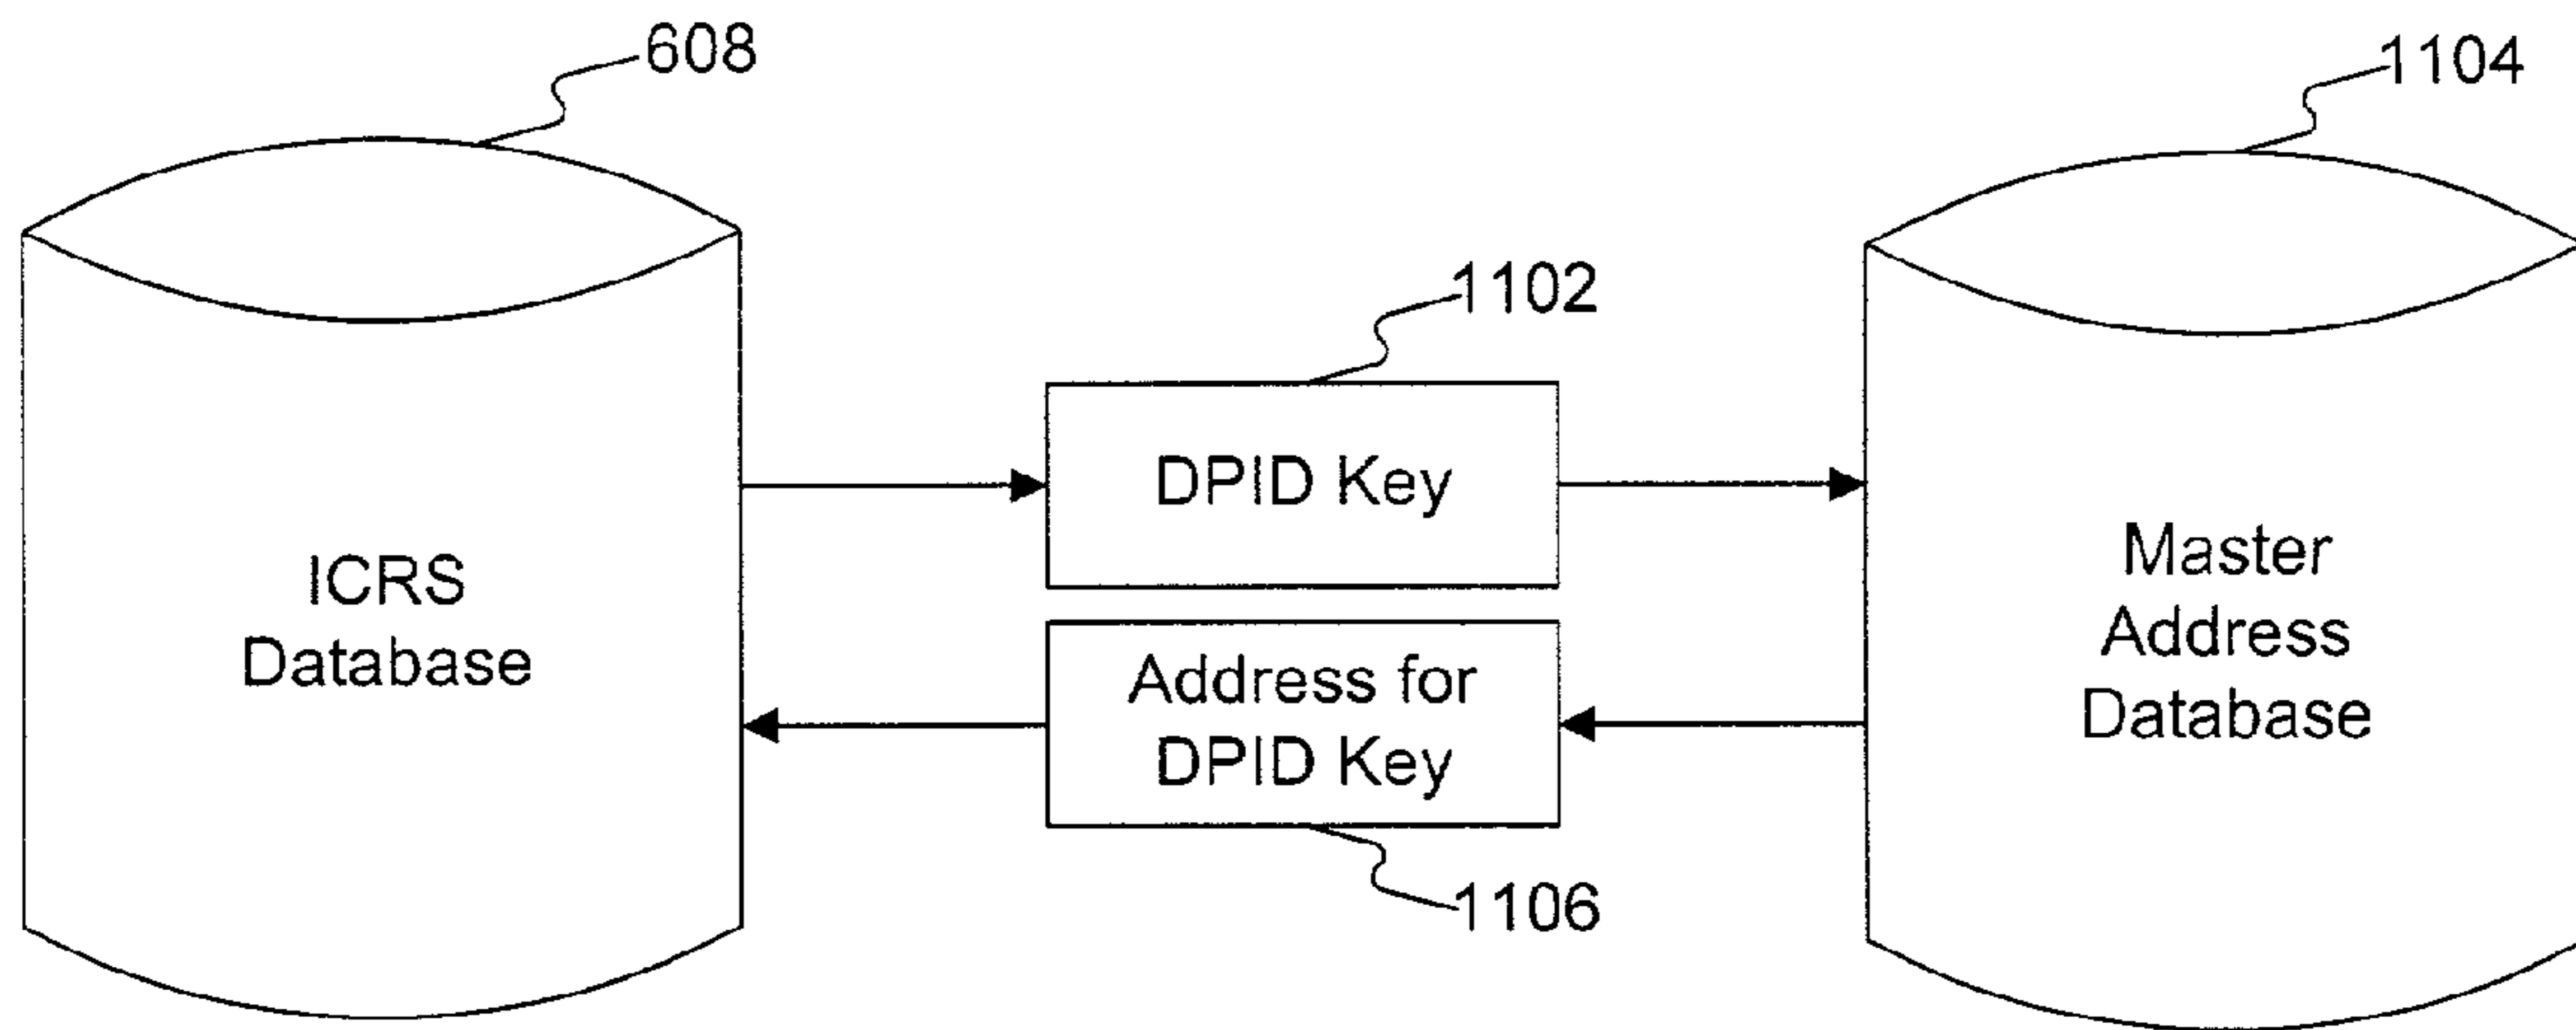 608
1104
1102
DPID Key
ICRS
Database
Master
Address
Database
Address for
DPID Key
1106